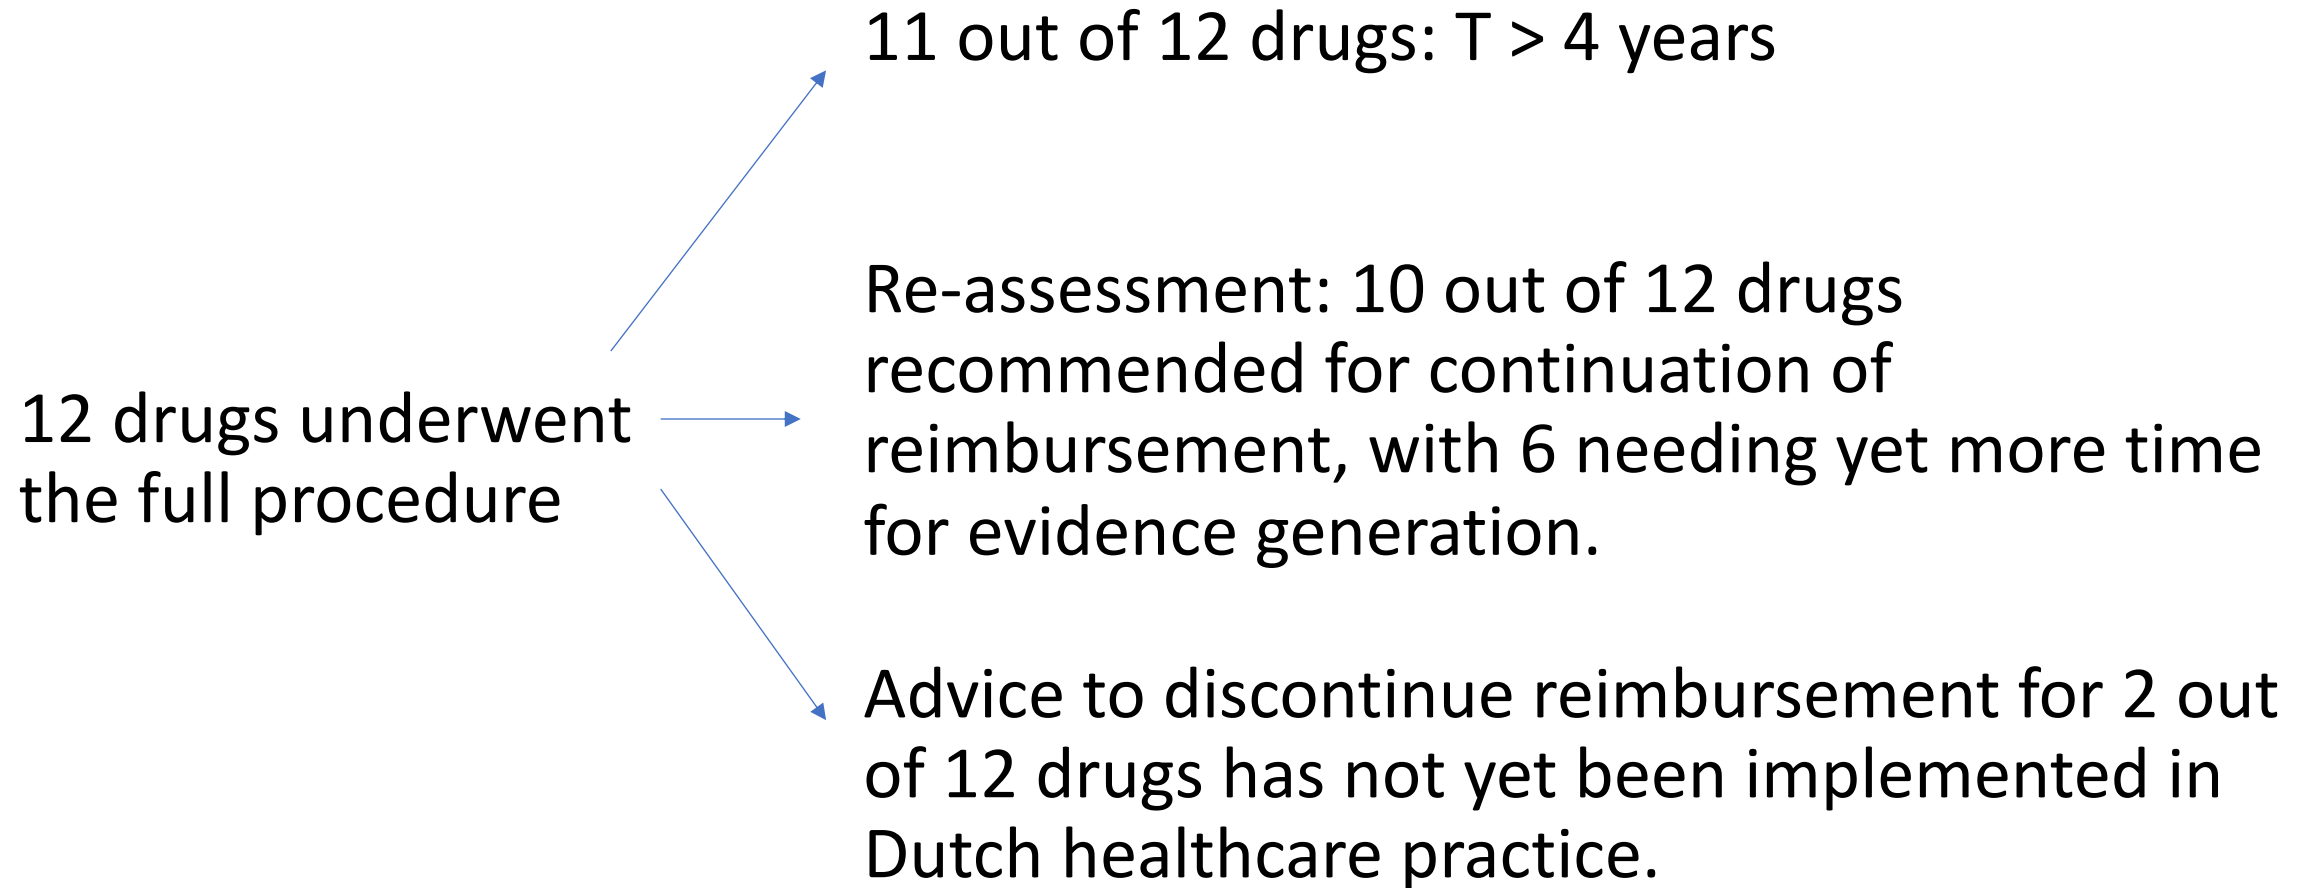 11 out of 12 drugs: T > 4 years
12 drugs underwent
the full procedure
Re-assessment: 10 out of 12 drugs
recommended for continuation of
reimbursement, with 6 needing yet more time
for evidence generation.
Advice to discontinue reimbursement for 2 out
of 12 drugs has not yet been implemented in
Dutch healthcare practice.